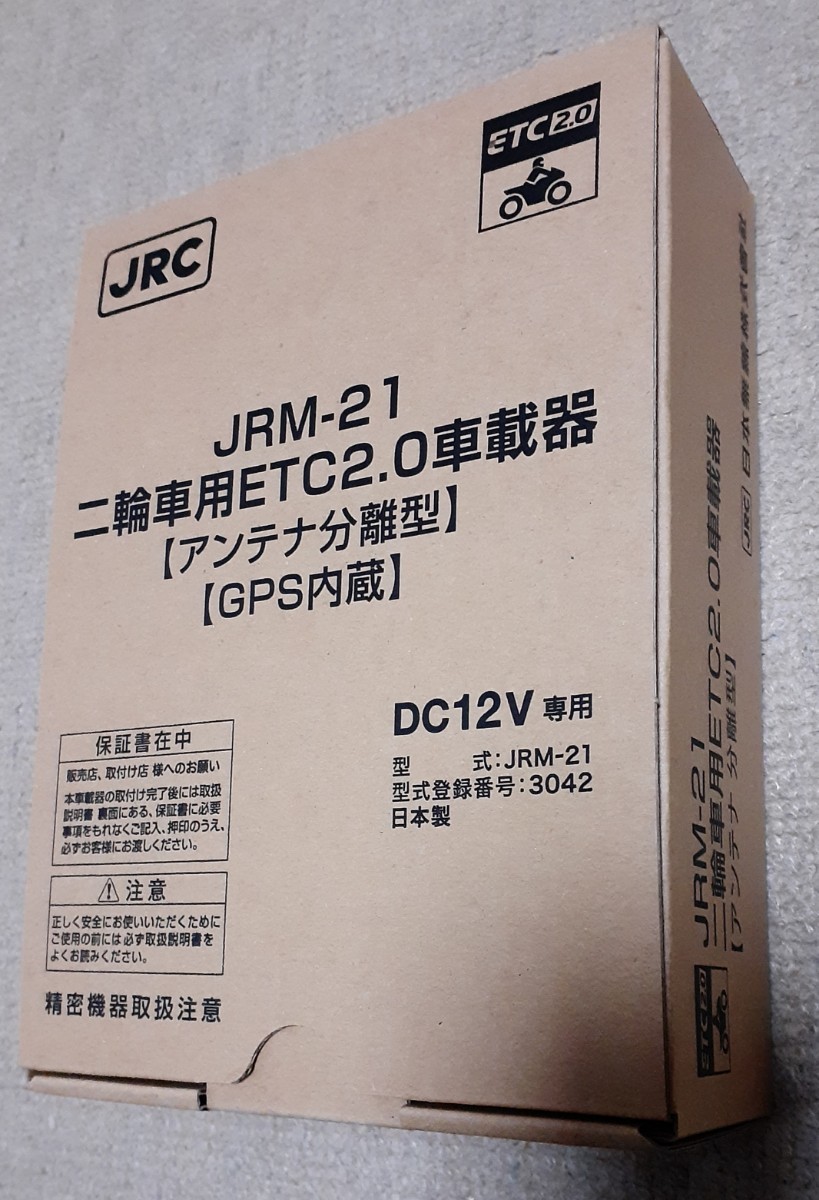 ETC2.0
JRC
JRM-21
二輪車用ETC2.0車載器
【アンテナ分離型】
【GPS内蔵】
DC12V専用
型 式:JRM-21
型式登録番号:3042
日本製
保証書在中
販売店、取付け店 様へのお願い
本車載器の取付け完了後には取扱
説明書 裏面にある、保証書に必要
事項をもれなくご記入、押印のうえ、
必ずお客様にお渡しください。
注意
正しく安全にお使いいただくために
ご使用の前には必ず取扱説明書を
よくお読みください。
精密機器取扱注意
ETC2.0
JRM-21
二輪車用ETC2.0車載器
【アンテナ分離型】
JRC 日本無線株式会社